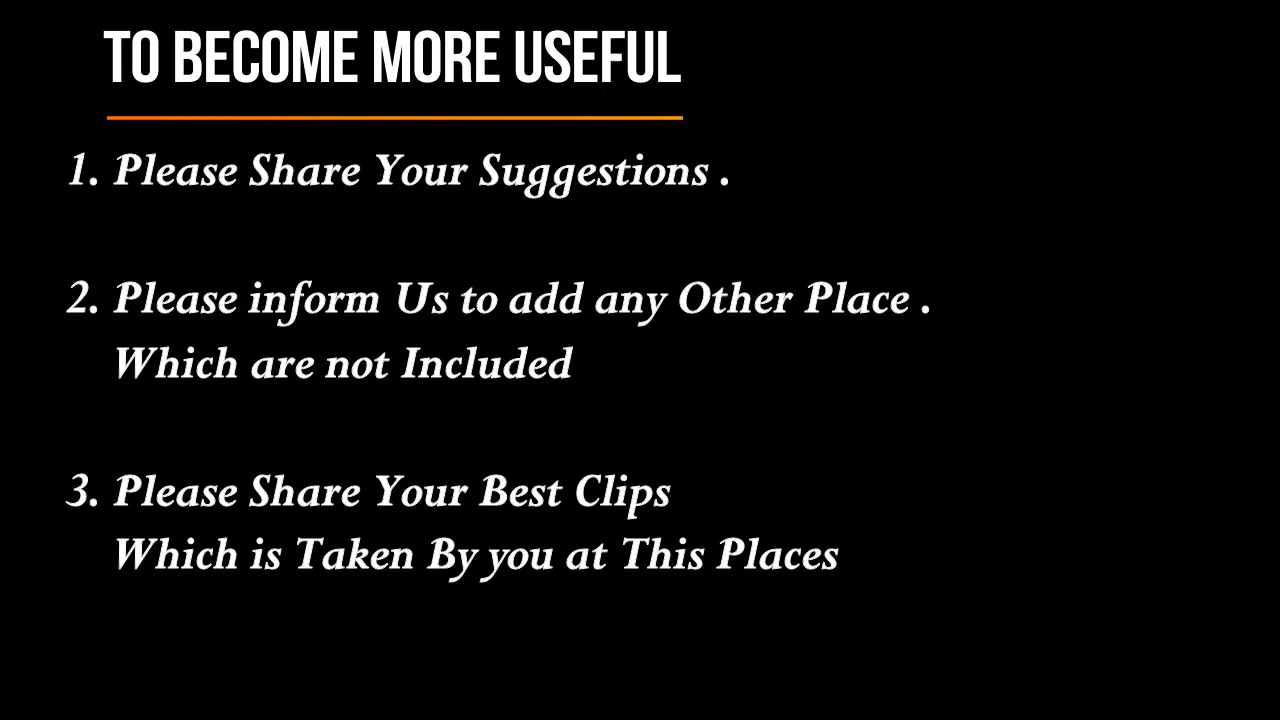 TO BECOME MORE USEFUL
1. Please Share Your Suggestions .
2. Please inform Us to add any Other Place .
Which are not Included
3. Please Share Your Best Clips
Which is Taken By you at This Places